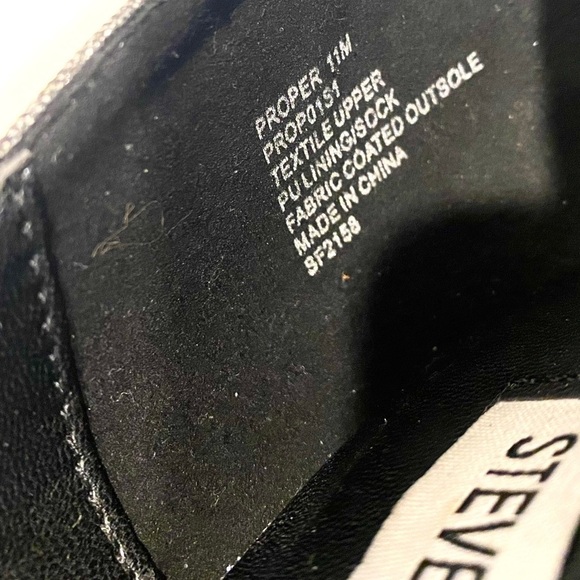 PROPER 11M
PROP01S1
TEXTILE UPPER
PU LINING/SOCK
FABRIC COATED OUTSOLE
MADE IN CHINA
SF2158
STEVE